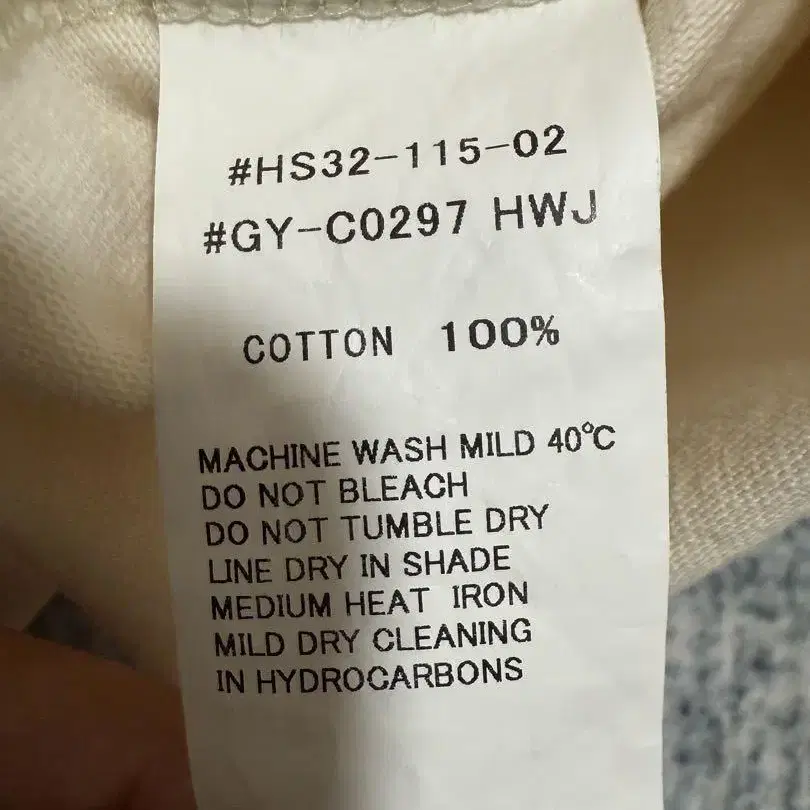 #HS32-115-02
#GY-C0297 HWJ
COTTON 100%
MACHINE WASH MILD 40°C
DO NOT BLEACH
DO NOT TUMBLE DRY
LINE DRY IN SHADE
MEDIUM HEAT IRON
MILD DRY CLEANING
IN HYDROCARBONS